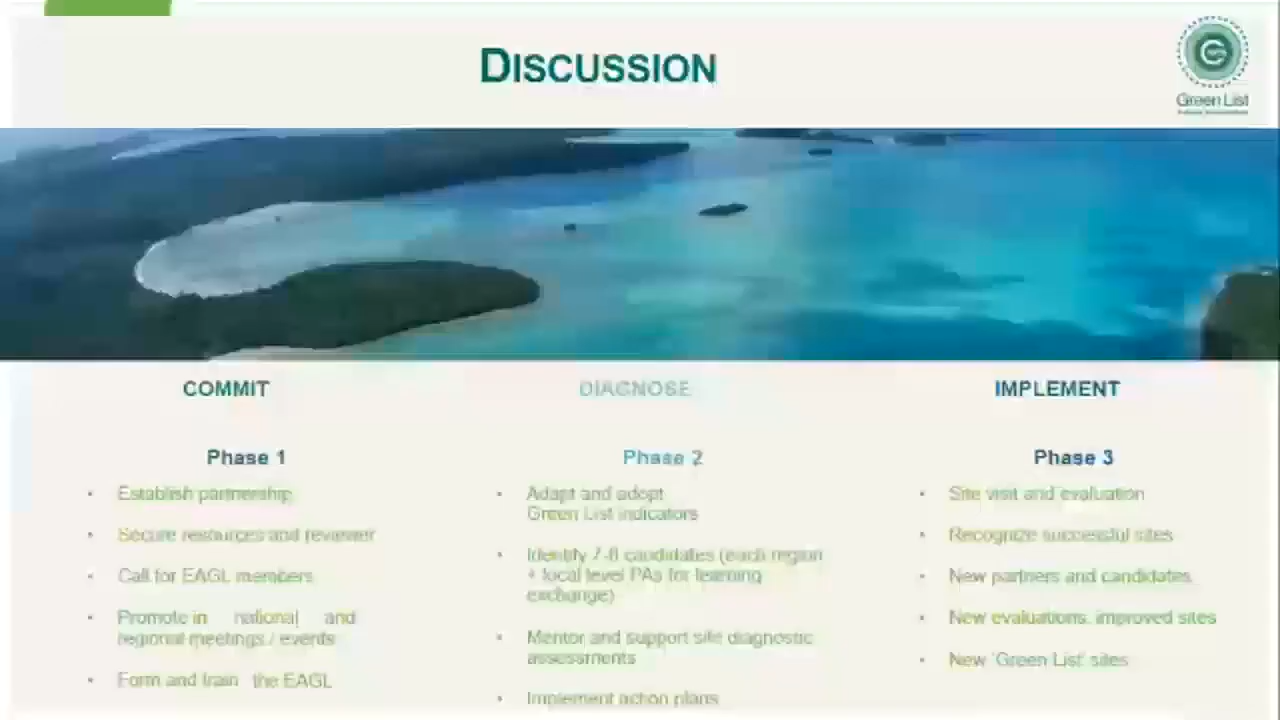 DISCUSSION
Green List
COMMIT
DIAGNOSE
IMPLEMENT
Phase 1
• Establish partnership
• Secure resources and reviewer
• Call for EAGL members
• Promote in national and
regional meetings / events
• Form and train the EAGL
Phase 2
• Adapt and adopt
Green List indicators
• Identify 7-8 candidates (each region
+ local level PAs for learning
exchange)
• Mentor and support site diagnostic
assessments
• Implement action plans
Phase 3
• Site visit and evaluation
• Recognize successful sites
• New partners and candidates
• New evaluations, improved sites
• New 'Green List' sites